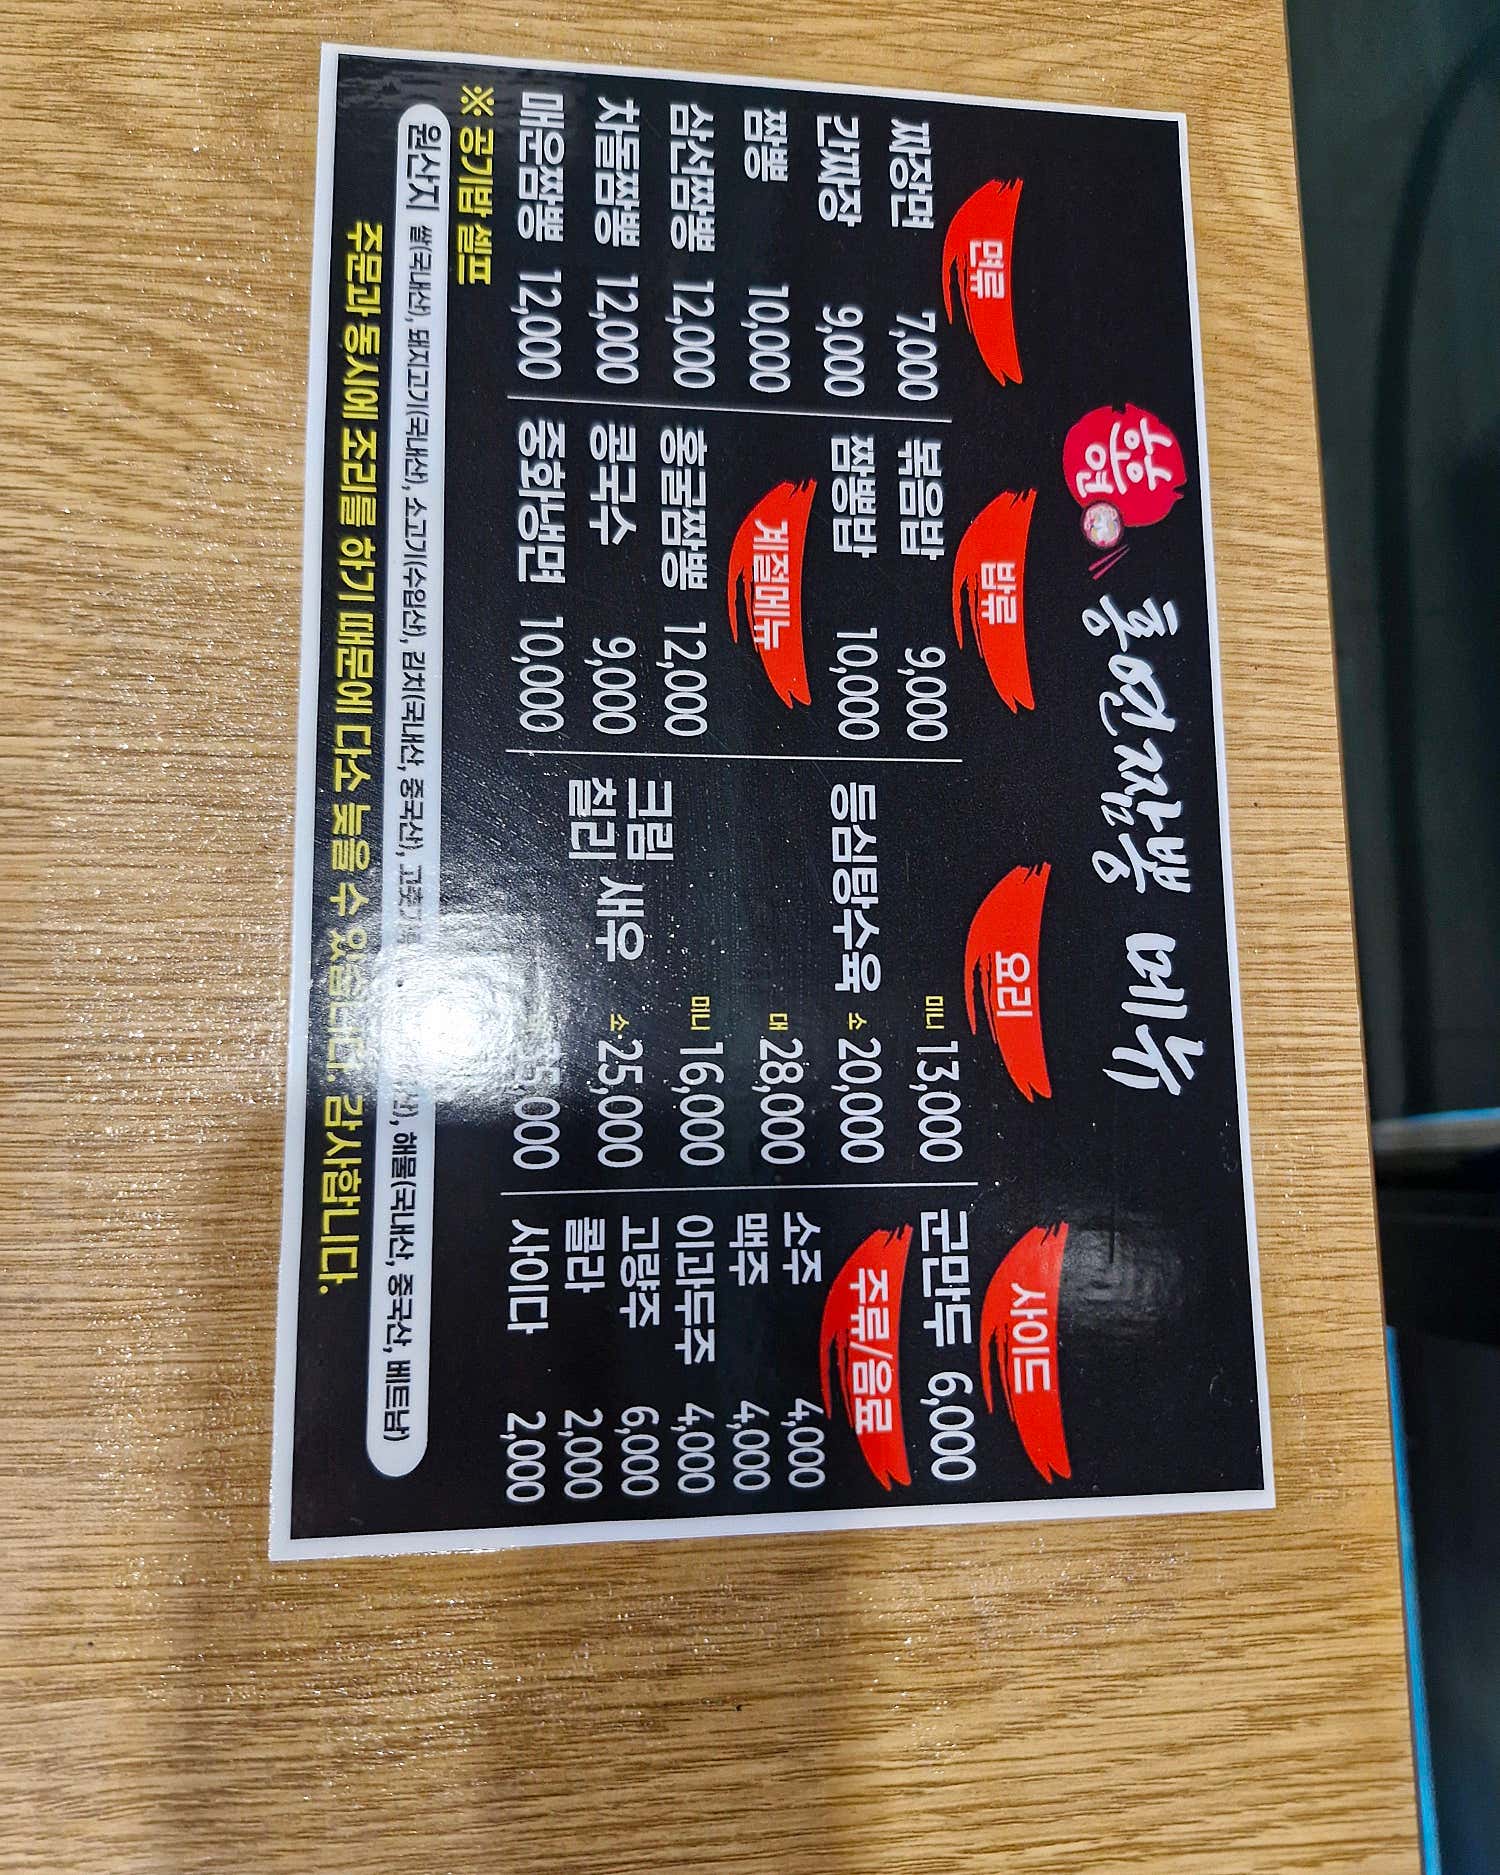 홍연짬뽕 메뉴
홍연
면류
짜장면 7,000
간짜장 9,000
짬뽕 10,000
삼선짬뽕 12,000
차돌짬뽕 12,000
매운짬뽕 12,000
※ 공기밥 셀프
밥류
볶음밥 9,000
짬뽕밥 10,000
계절메뉴
홍굴짬뽕 12,000
콩국수 9,000
중화냉면 10,000
요리
등심탕수육
미니 13,000
소 20,000
대 28,000
크림
칠리 새우
미니 16,000
소 25,000
,000
사이드
군만두 6,000
주류/음료
소주 4,000
맥주 4,000
이과두주 4,000
고량주 6,000
콜라 2,000
사이다 2,000
원산지 쌀(국내산), 돼지고기(국내산), 소고기(수입산), 김치(국내산, 중국산), 해물(국내산, 중국산, 베트남)
주문과 동시에 조리를 하기 때문에 다소 늦을 수 있습니다. 감사합니다.